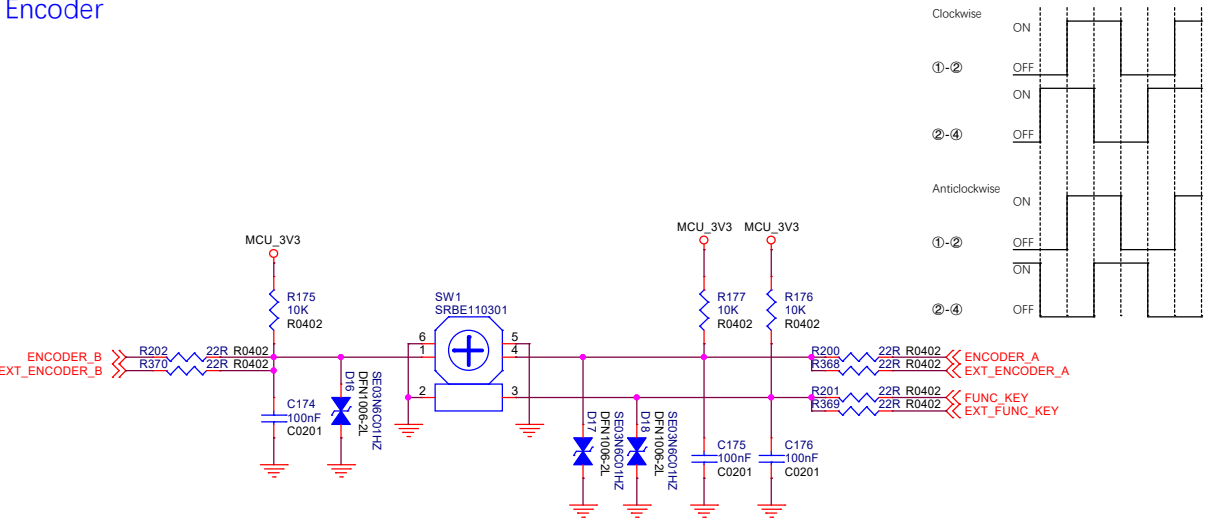 Encoder
Clockwise
ON
①-②
OFF
ON
②-④
OFF
Anticlockwise
ON
①-②
OFF
ON
②-④
OFF
MCU_3V3
R175
10K
R0402
ENCODER_B
EXT_ENCODER_B
R202 22R R0402
R370 22R R0402
C174
100nF
C0201
D16
DFN1006-2L
SE03N6C01HZ
SW1
SRBE110301
6
1
5
4
2
3
MCU_3V3
MCU_3V3
R177
10K
R0402
R176
10K
R0402
R200 22R R0402 ENCODER_A
R368 22R R0402 EXT_ENCODER_A
R201 22R R0402 FUNC_KEY
R369 22R R0402 EXT_FUNC_KEY
D17
DFN1006-2L
SE03N6C01HZ
D18
DFN1006-2L
SE03N6C01HZ
C175
100nF
C0201
C176
100nF
C0201